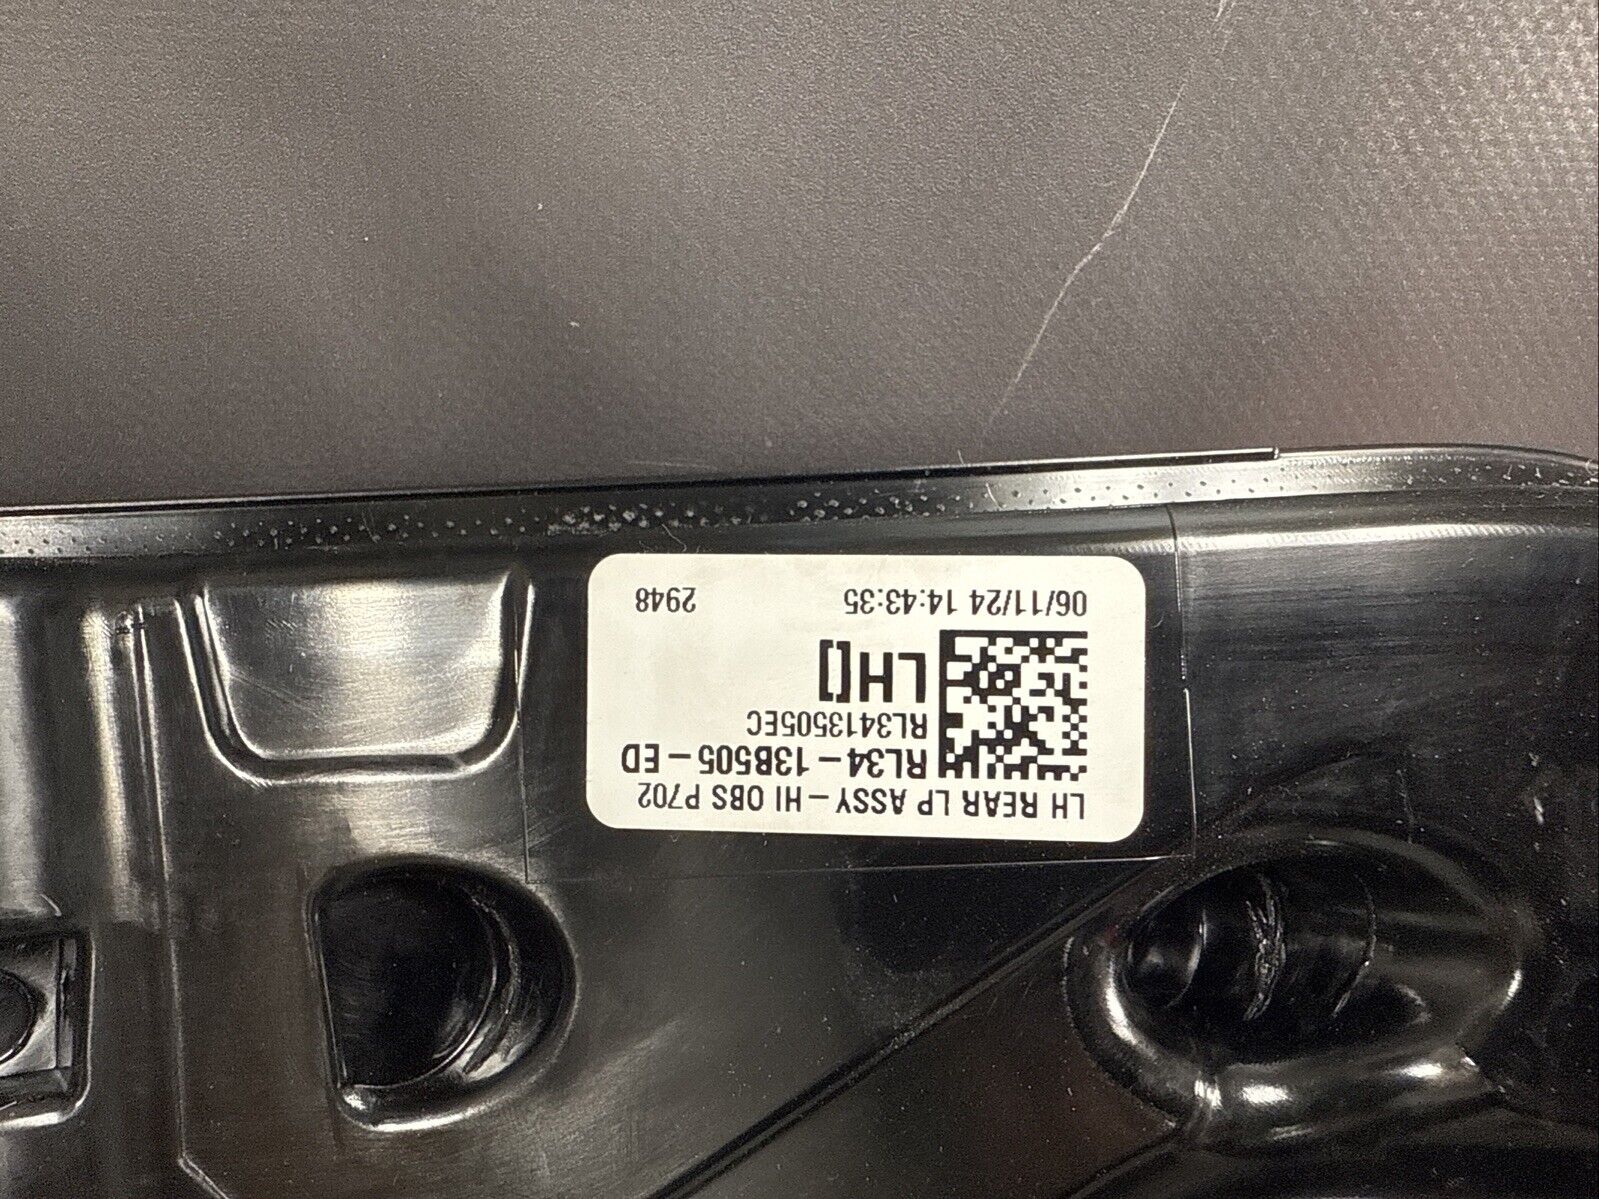 LH REAR LP ASSY-HI OBS P702
RL34-13B505-ED
RL3413505EC
LH[]
06/11/24 14:43:35 2948